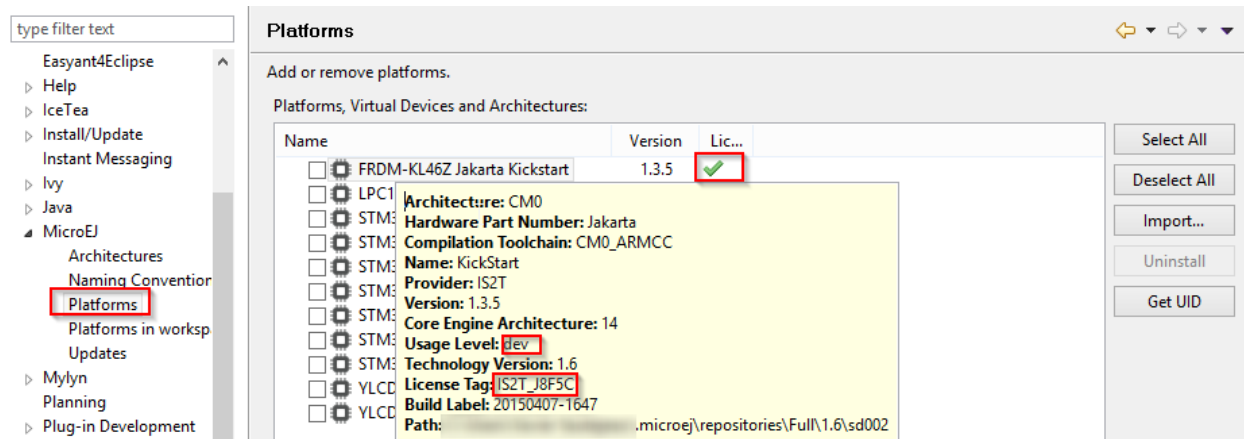 type filter text
Easyant4Eclipse
Help
IceTea
Install/Update
Instant Messaging
Ivy
Java
MicroEJ
Architectures
Naming Convention
Platforms
Platforms in worksp
Updates
Mylyn
Planning
Plug-in Development
Platforms
Add or remove platforms.
Platforms, Virtual Devices and Architectures:
Name Version Lic...
FRDM-KL46Z Jakarta Kickstart 1.3.5
LPC1
STM3
STM3
STM3
STM3
STM3
STM3
STM3
YLCD
YLCD
Architecture: CM0
Hardware Part Number: Jakarta
Compilation Toolchain: CM0_ARMCC
Name: KickStart
Provider: IS2T
Version: 1.3.5
Core Engine Architecture: 14
Usage Level: dev
Technology Version: 1.6
License Tag: IS2T_J8F5C
Build Label: 20150407-1647
Path: .microej\repositories\Full\1.6\sd002
Select All
Deselect All
Import...
Uninstall
Get UID